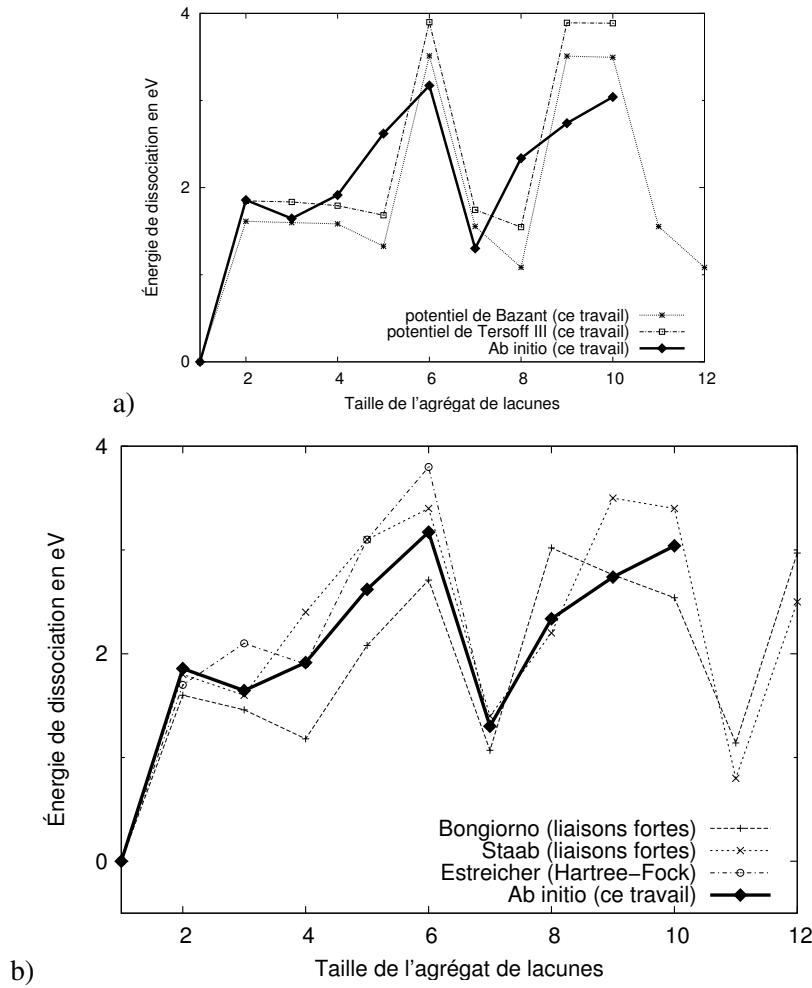 4
2
0
Énergie de dissociation en eV
potentiel de Bazant (ce travail)
potentiel de Tersoff III (ce travail)
Ab initio (ce travail)
2 4 6 8 10 12
Taille de l'agrégat de lacunes
a)
4
2
0
Énergie de dissociation en eV
Bongiorno (liaisons fortes)
Staab (liaisons fortes)
Estreicher (Hartree−Fock)
Ab initio (ce travail)
2 4 6 8 10 12
Taille de l'agrégat de lacunes
b)